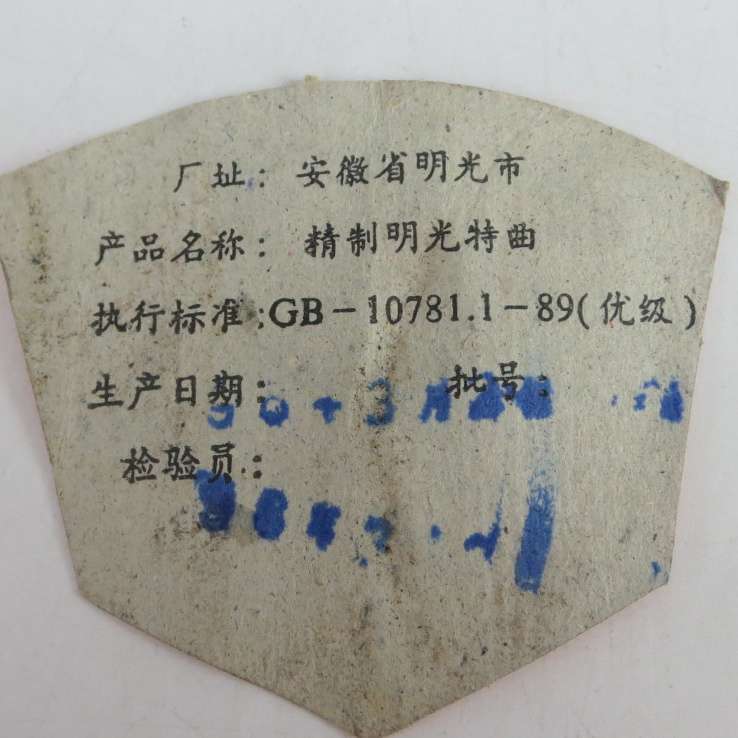 厂址：安徽省明光市
产品名称：精制明光特曲
执行标准：GB－10781.1－89(优级)
生产日期： 批号：
检验员：